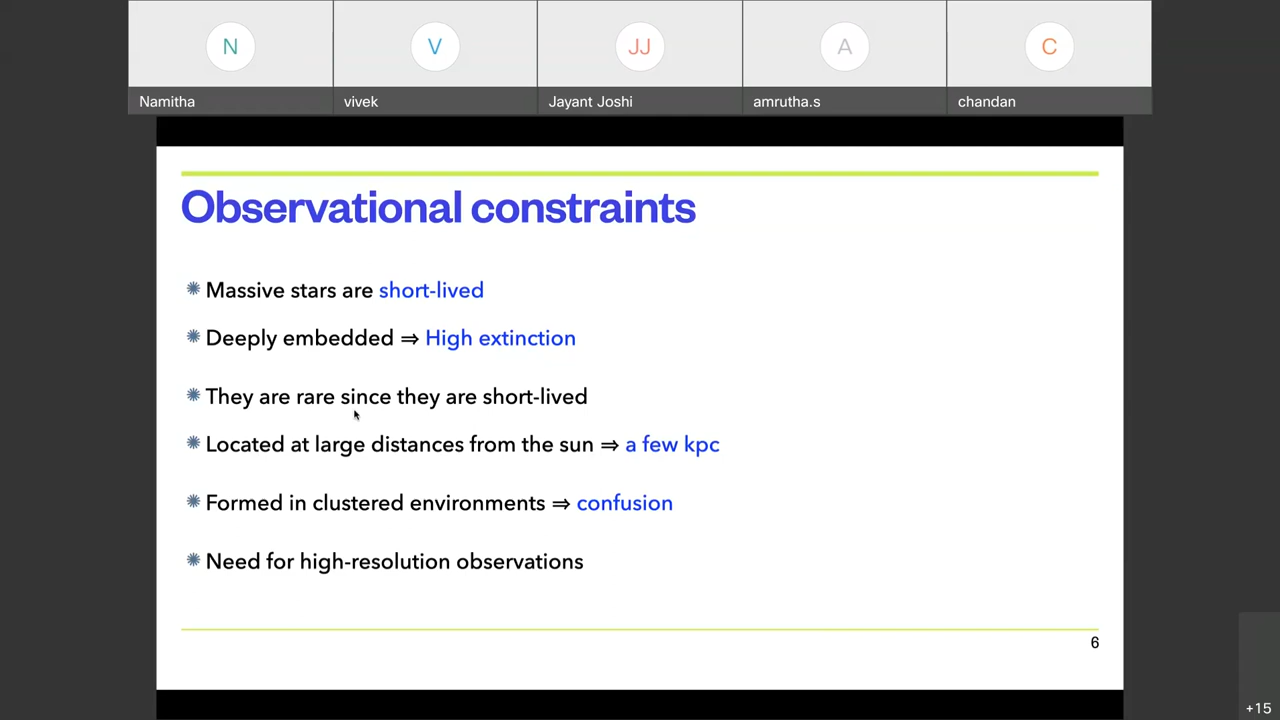 N
V
JJ
A
C
Namitha
vivek
Jayant Joshi
amrutha.s
chandan
Observational constraints
Massive stars are short-lived
Deeply embedded ⇒ High extinction
They are rare since they are short-lived
Located at large distances from the sun ⇒ a few kpc
Formed in clustered environments ⇒ confusion
Need for high-resolution observations
6
+15